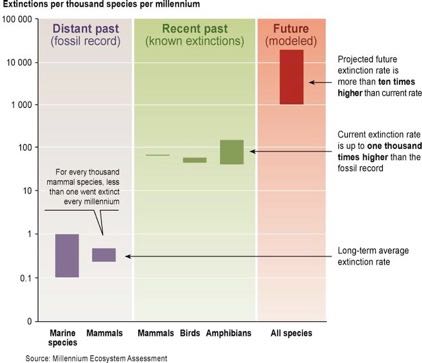 Extinctions per thousand species per millennium
100 000
10 000
1 000
100
10
1
0.1
0
Distant past
(fossil record)
Recent past
(known extinctions)
Future
(modeled)
For every thousand
mammal species, less
than one went extinct
every millennium
Projected future
extinction rate is
more than ten times
higher than current rate
Current extinction rate
is up to one thousand
times higher than the
fossil record
Long-term average
extinction rate
Marine
species
Mammals
Mammals
Birds
Amphibians
All species
Source: Millennium Ecosystem Assessment